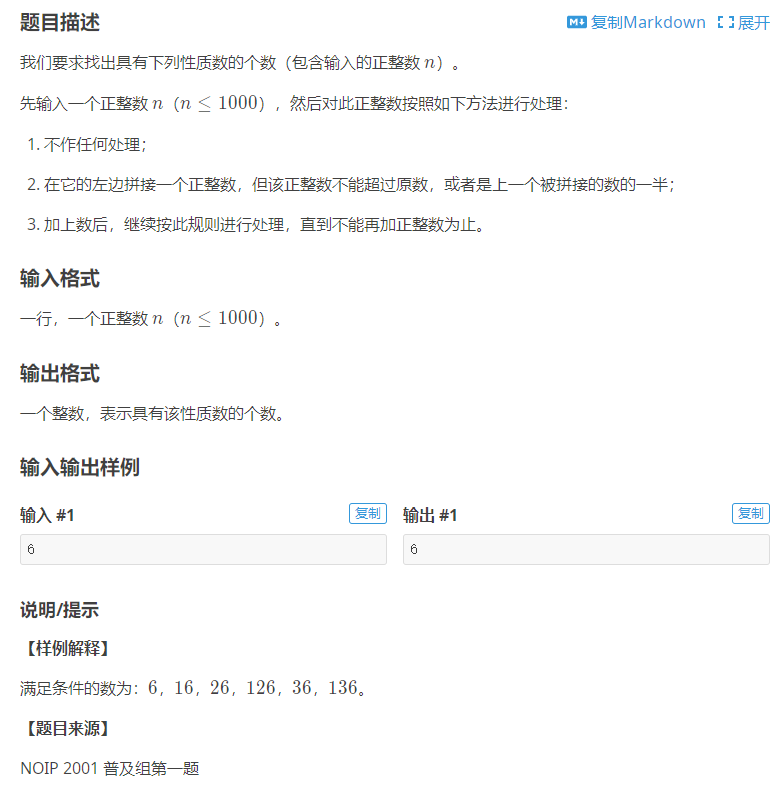 题目描述
复制Markdown 展开
我们要求找出具有下列性质数的个数（包含输入的正整数 n）。
先输入一个正整数 n（n ≤ 1000），然后对此正整数按照如下方法进行处理：
1. 不作任何处理；
2. 在它的左边拼接一个正整数，但该正整数不能超过原数，或者是上一个被拼接的数的一半；
3. 加上数后，继续按此规则进行处理，直到不能再加正整数为止。
输入格式
一行，一个正整数 n（n ≤ 1000）。
输出格式
一个整数，表示具有该性质数的个数。
输入输出样例
输入 #1 复制
6
输出 #1 复制
6
说明/提示
【样例解释】
满足条件的数为：6，16，26，126，36，136。
【题目来源】
NOIP 2001 普及组第一题